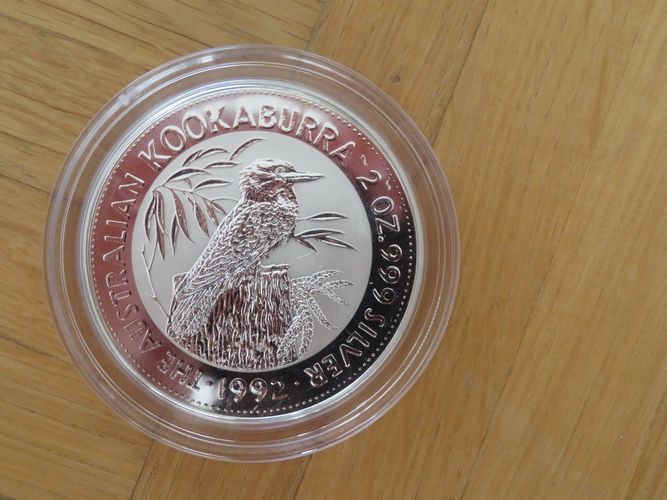 THE AUSTRALIAN KOOKABURRA ~ 2 ~ OZ. 999 SILVER
· 1992 ·